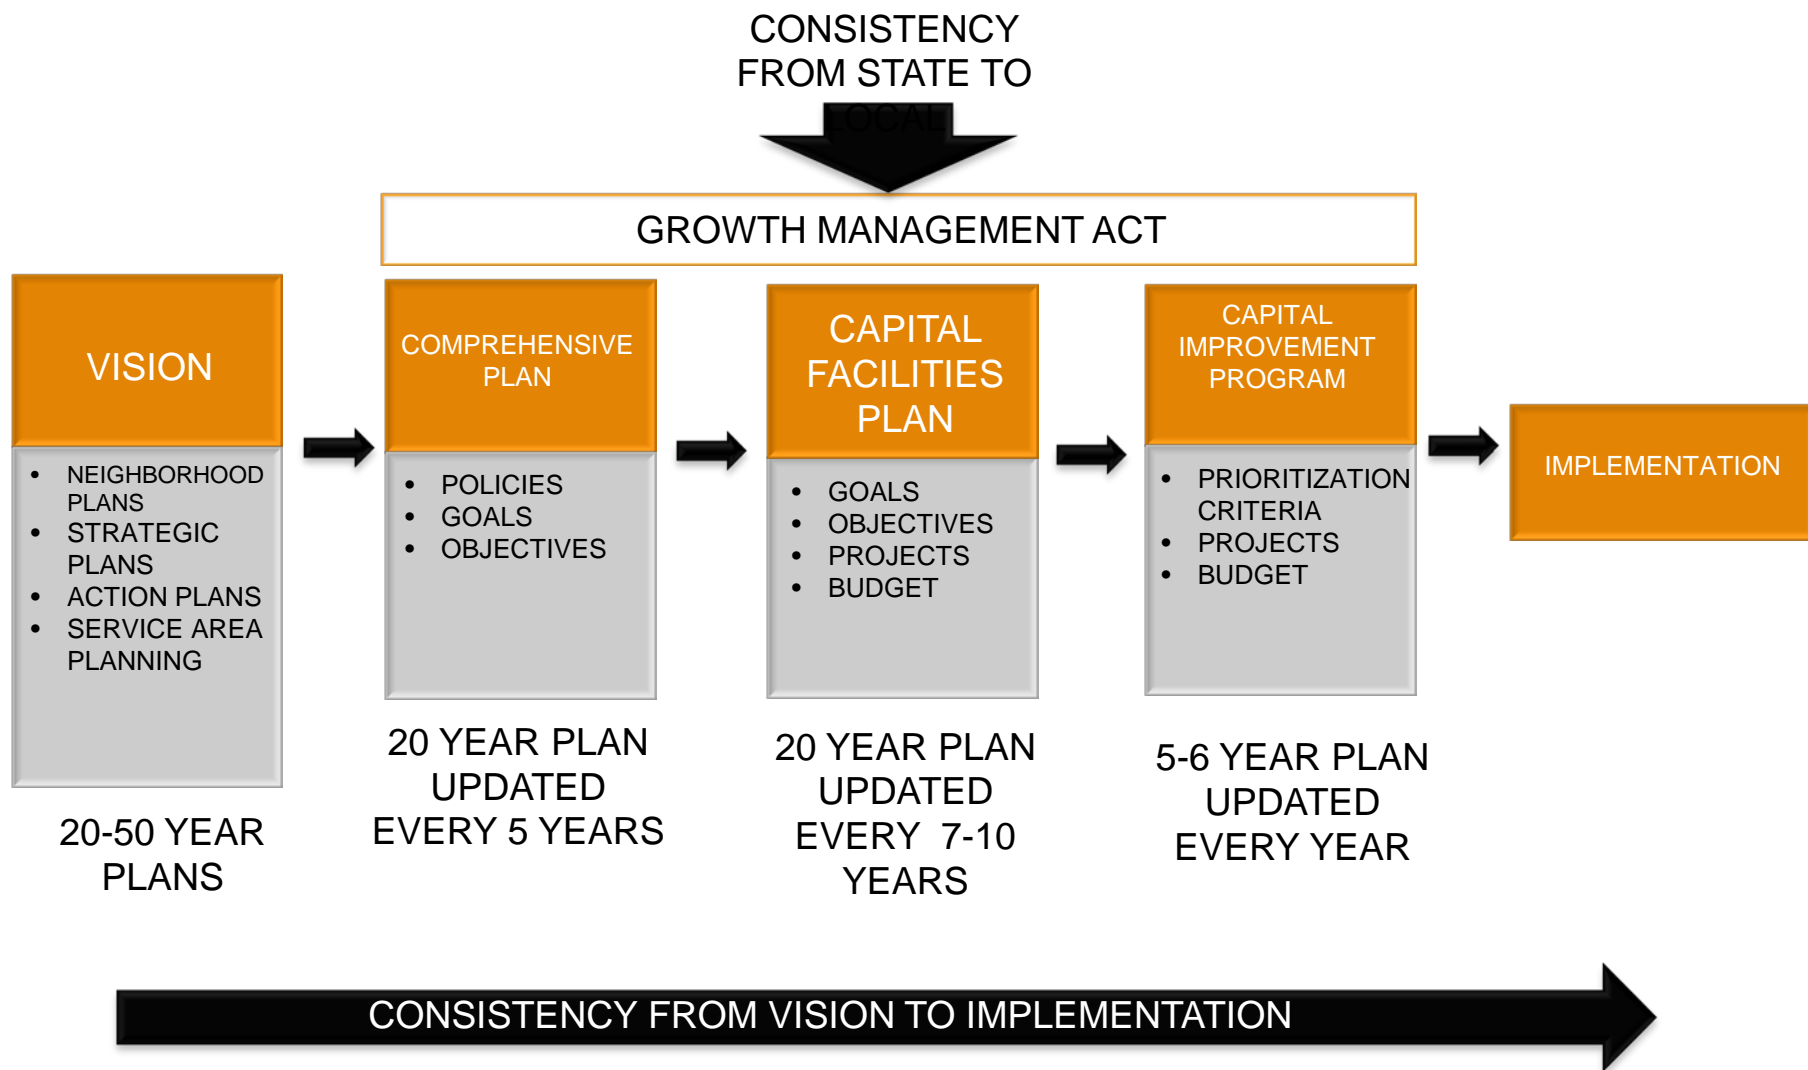 CONSISTENCY
FROM STATE TO
LOCAL
GROWTH MANAGEMENT ACT
VISION
• NEIGHBORHOOD
PLANS
• STRATEGIC
PLANS
• ACTION PLANS
• SERVICE AREA
PLANNING
20-50 YEAR
PLANS
COMPREHENSIVE
PLAN
• POLICIES
• GOALS
• OBJECTIVES
20 YEAR PLAN
UPDATED
EVERY 5 YEARS
CAPITAL
FACILITIES
PLAN
• GOALS
• OBJECTIVES
• PROJECTS
• BUDGET
20 YEAR PLAN
UPDATED
EVERY 7-10
YEARS
CAPITAL
IMPROVEMENT
PROGRAM
• PRIORITIZATION
CRITERIA
• PROJECTS
• BUDGET
5-6 YEAR PLAN
UPDATED
EVERY YEAR
IMPLEMENTATION
CONSISTENCY FROM VISION TO IMPLEMENTATION